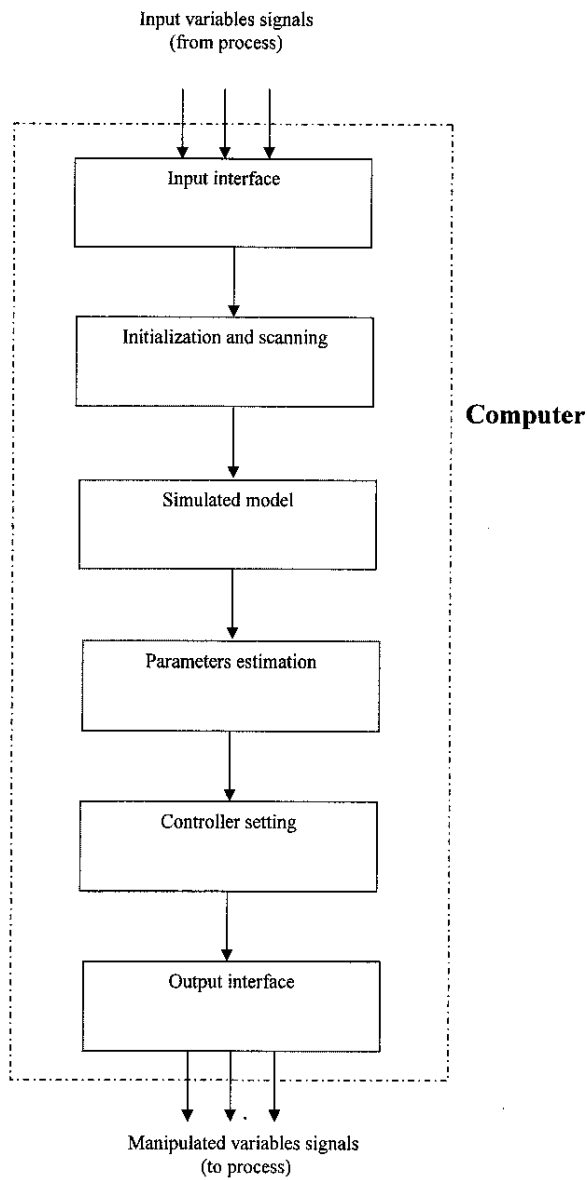 Input variables signals
(from process)
Input interface
Initialization and scanning
Computer
Simulated model
Parameters estimation
Controller setting
Output interface
Manipulated variables signals
(to process)